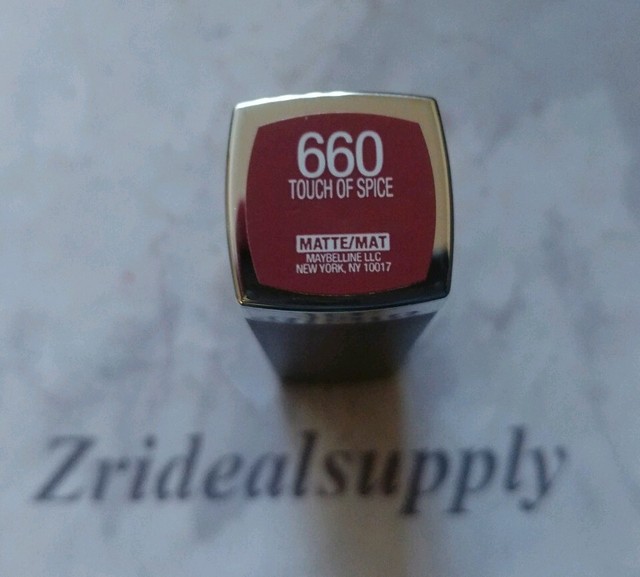 660
TOUCH OF SPICE
MATTE/MAT
MAYBELLINE LLC
NEW YORK, NY 10017
Zridealsupply